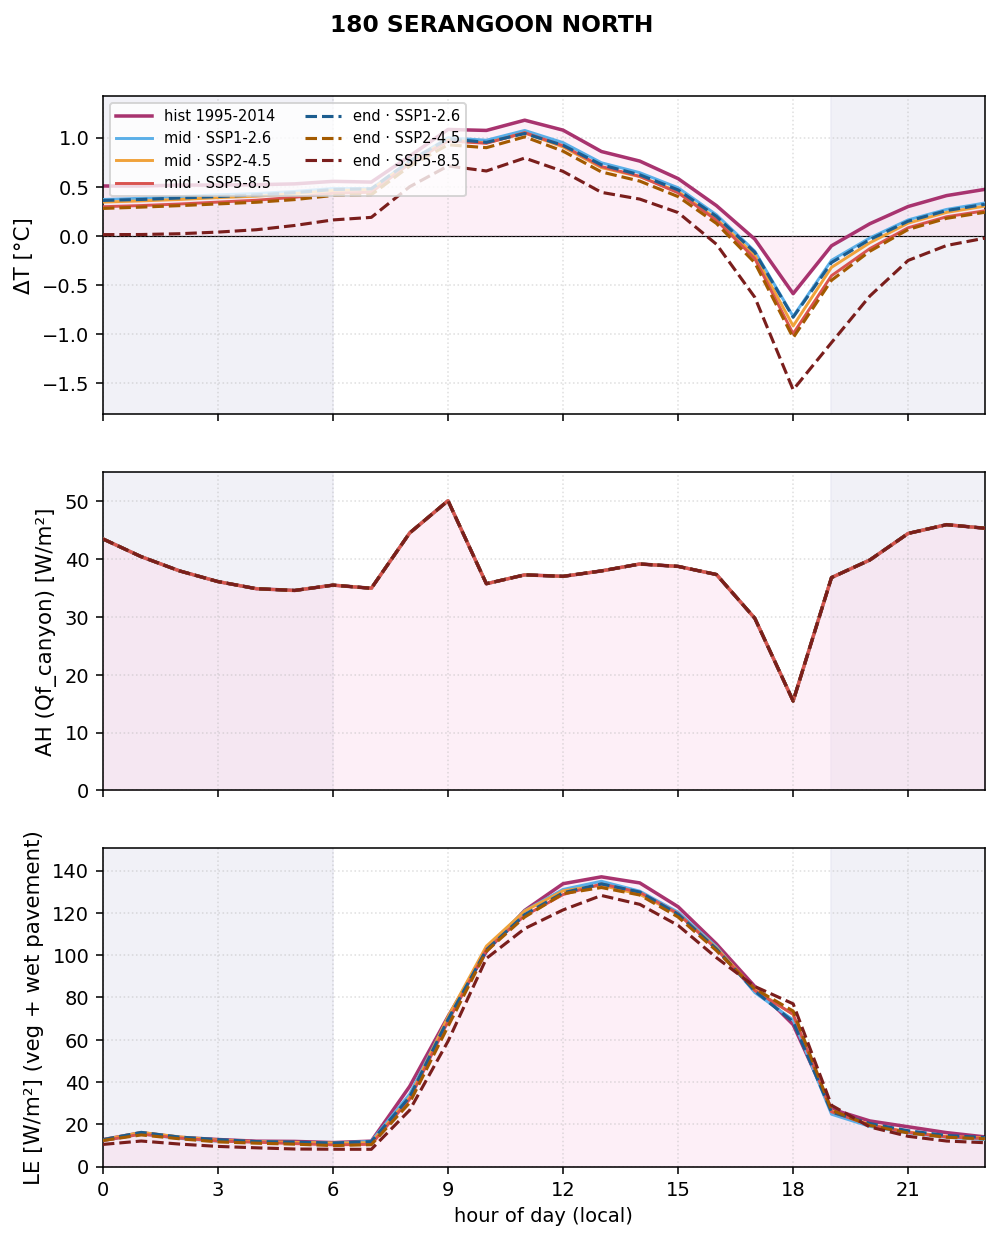 180 SERANGOON NORTH
hist 1995-2014
mid · SSP1-2.6
mid · SSP2-4.5
mid · SSP5-8.5
end · SSP1-2.6
end · SSP2-4.5
end · SSP5-8.5
ΔT [°C]
1.0
0.5
0.0
−0.5
−1.0
−1.5
AH (Qf_canyon) [W/m²]
50
40
30
20
10
0
LE [W/m²] (veg + wet pavement)
140
120
100
80
60
40
20
0
0 3 6 9 12 15 18 21
hour of day (local)